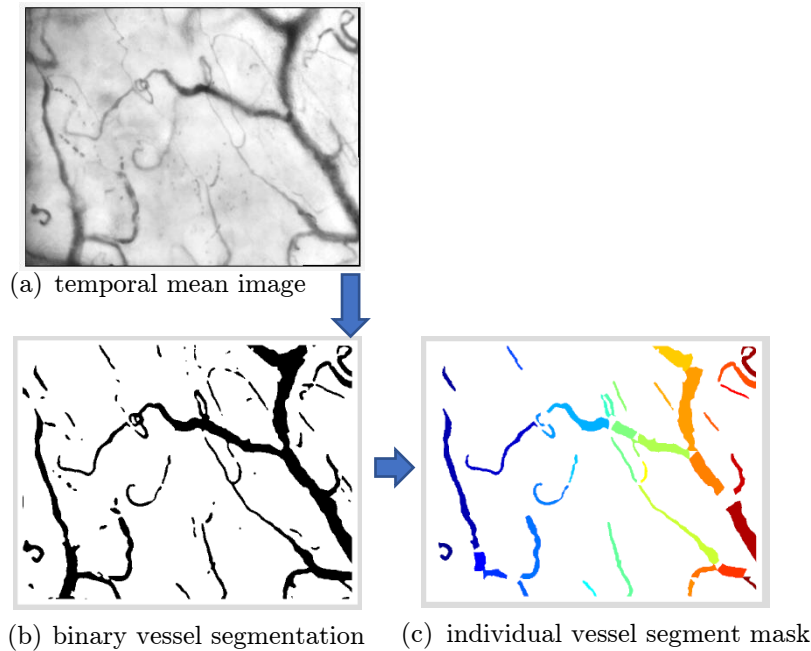 (a) temporal mean image
(b) binary vessel segmentation
(c) individual vessel segment mask